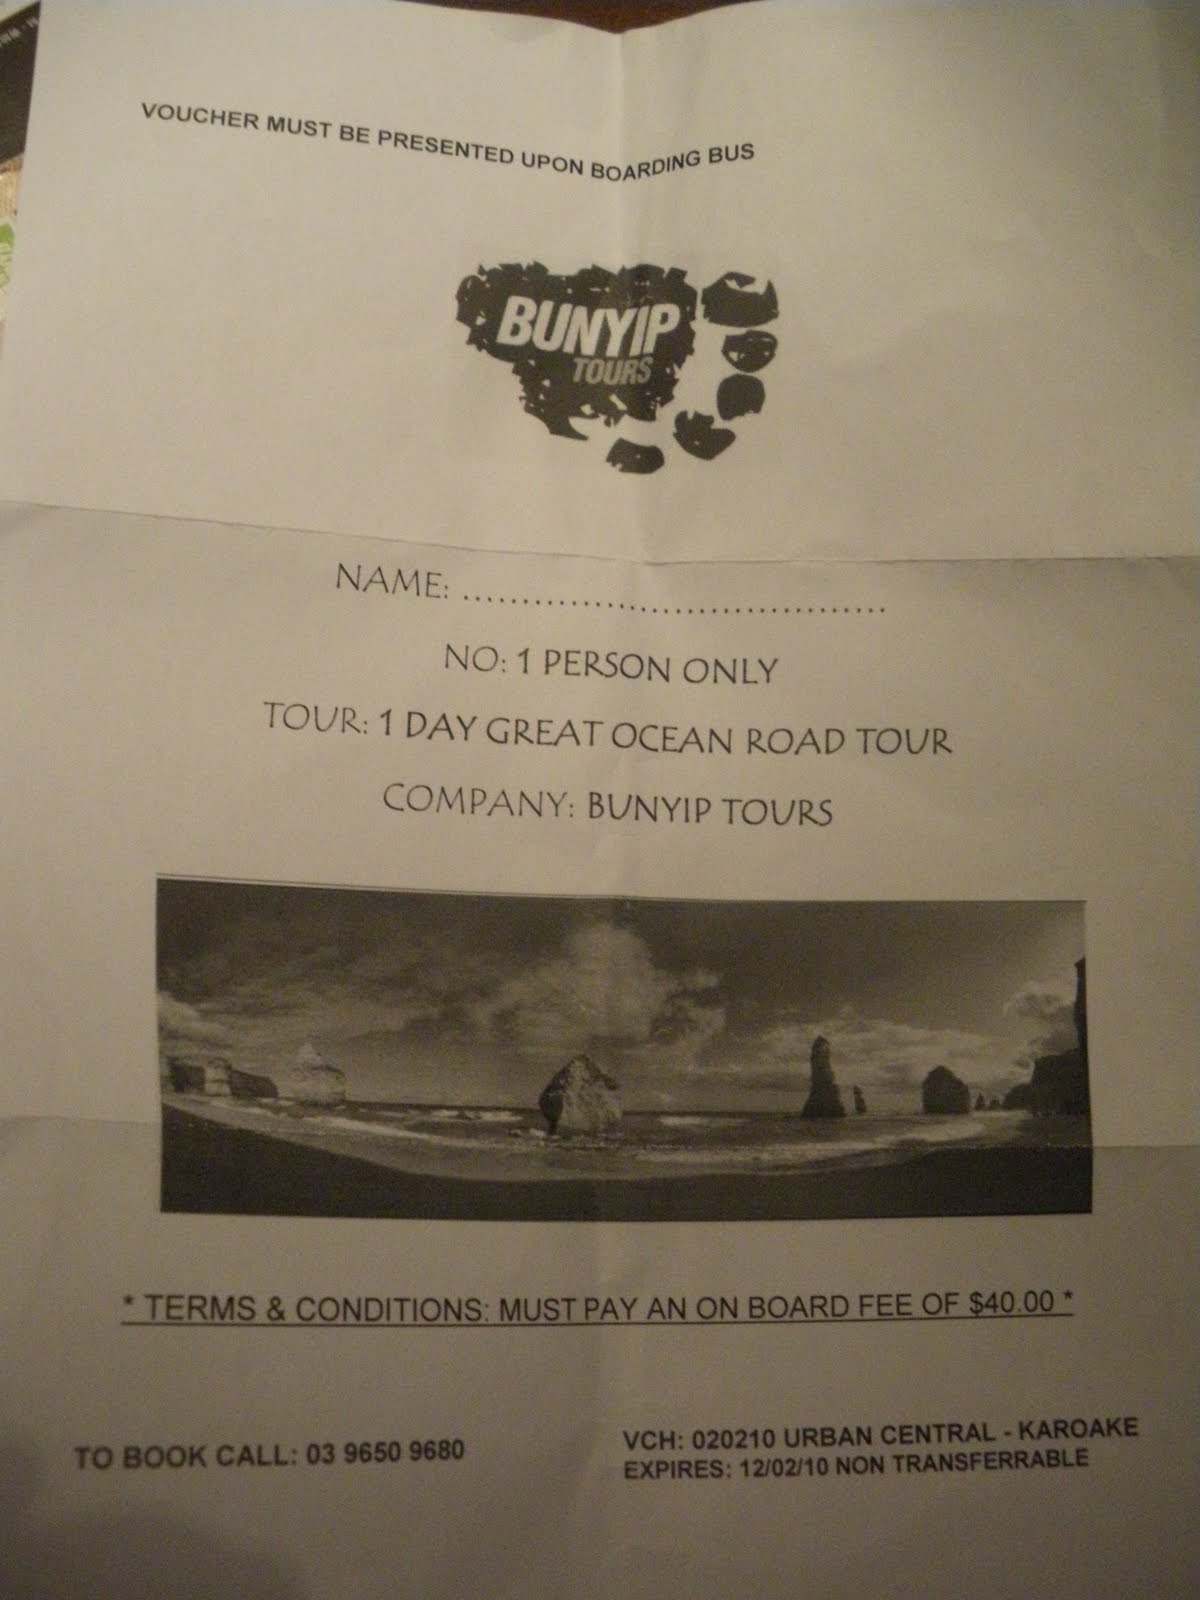 VOUCHER MUST BE PRESENTED UPON BOARDING BUS
BUNYIP
TOURS
NAME: ....................................
NO: 1 PERSON ONLY
TOUR: 1 DAY GREAT OCEAN ROAD TOUR
COMPANY: BUNYIP TOURS
* TERMS & CONDITIONS: MUST PAY AN ON BOARD FEE OF $40.00 *
TO BOOK CALL: 03 9650 9680
VCH: 020210 URBAN CENTRAL - KAROAKE
EXPIRES: 12/02/10 NON TRANSFERRABLE